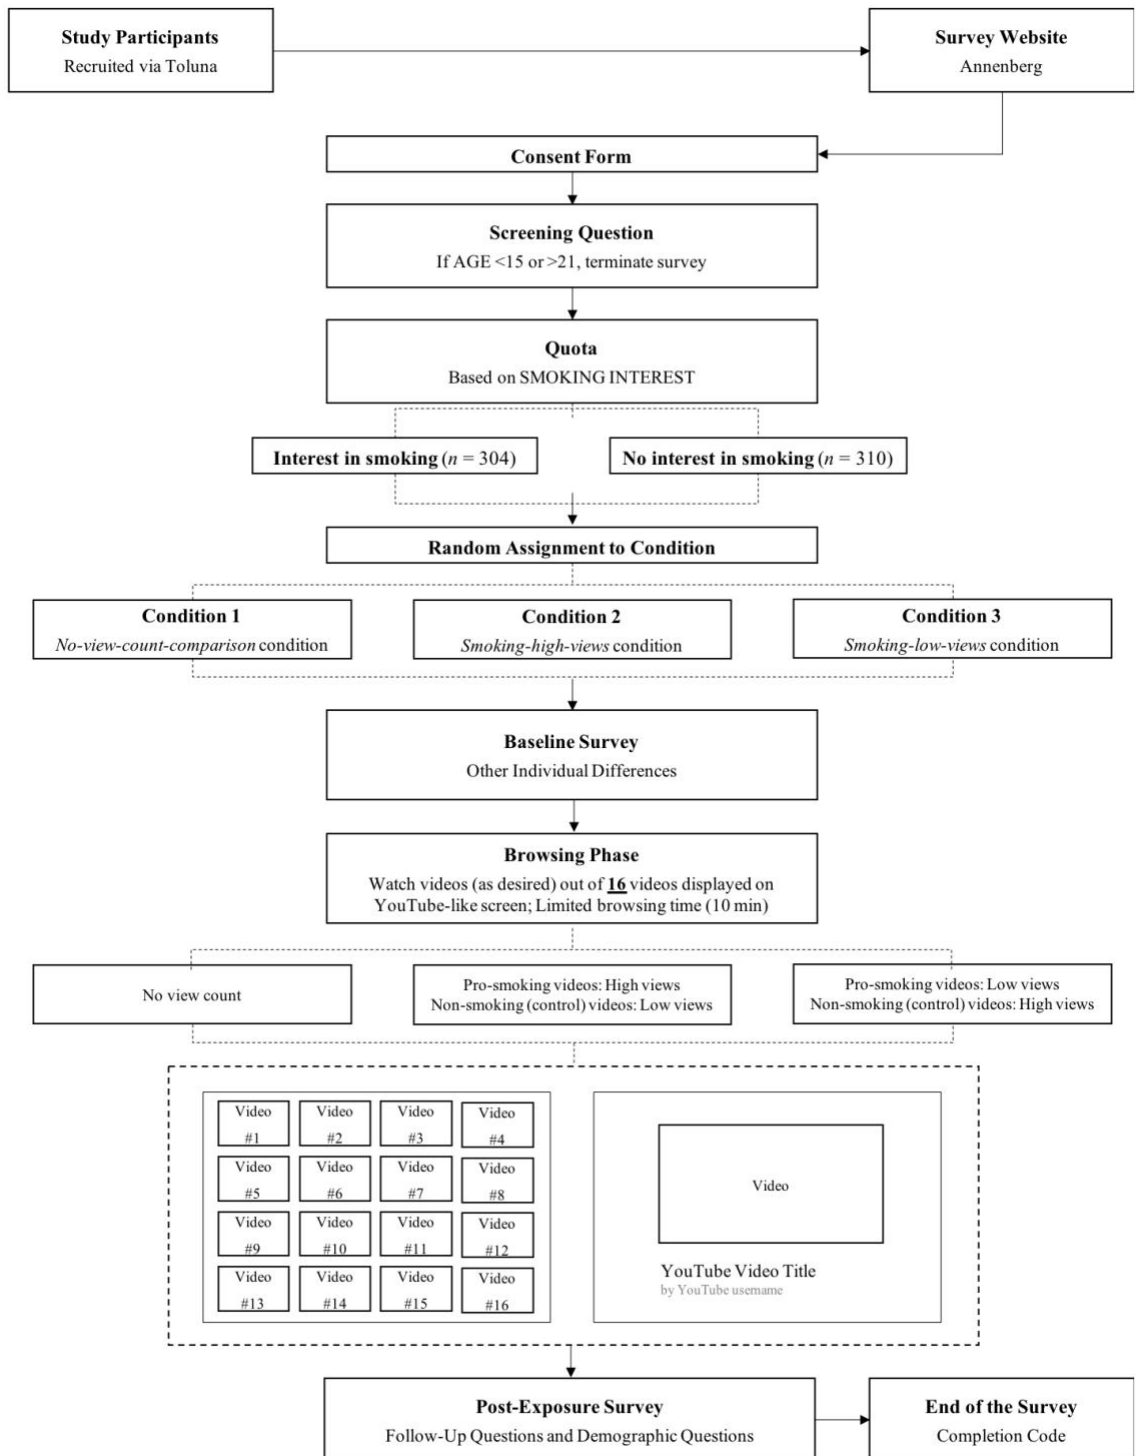 Study Participants
Recruited via Toluna
Survey Website
Annenberg
Consent Form
Screening Question
If AGE <15 or >21, terminate survey
Quota
Based on SMOKING INTEREST
Interest in smoking (n = 304)
No interest in smoking (n = 310)
Random Assignment to Condition
Condition 1
No-view-count-comparison condition
Condition 2
Smoking-high-views condition
Condition 3
Smoking-low-views condition
Baseline Survey
Other Individual Differences
Browsing Phase
Watch videos (as desired) out of 16 videos displayed on
YouTube-like screen; Limited browsing time (10 min)
No view count
Pro-smoking videos: High views
Non-smoking (control) videos: Low views
Pro-smoking videos: Low views
Non-smoking (control) videos: High views
Video
#1
Video
#2
Video
#3
Video
#4
Video
#5
Video
#6
Video
#7
Video
#8
Video
#9
Video
#10
Video
#11
Video
#12
Video
#13
Video
#14
Video
#15
Video
#16
Video
YouTube Video Title
by YouTube username
Post-Exposure Survey
Follow-Up Questions and Demographic Questions
End of the Survey
Completion Code